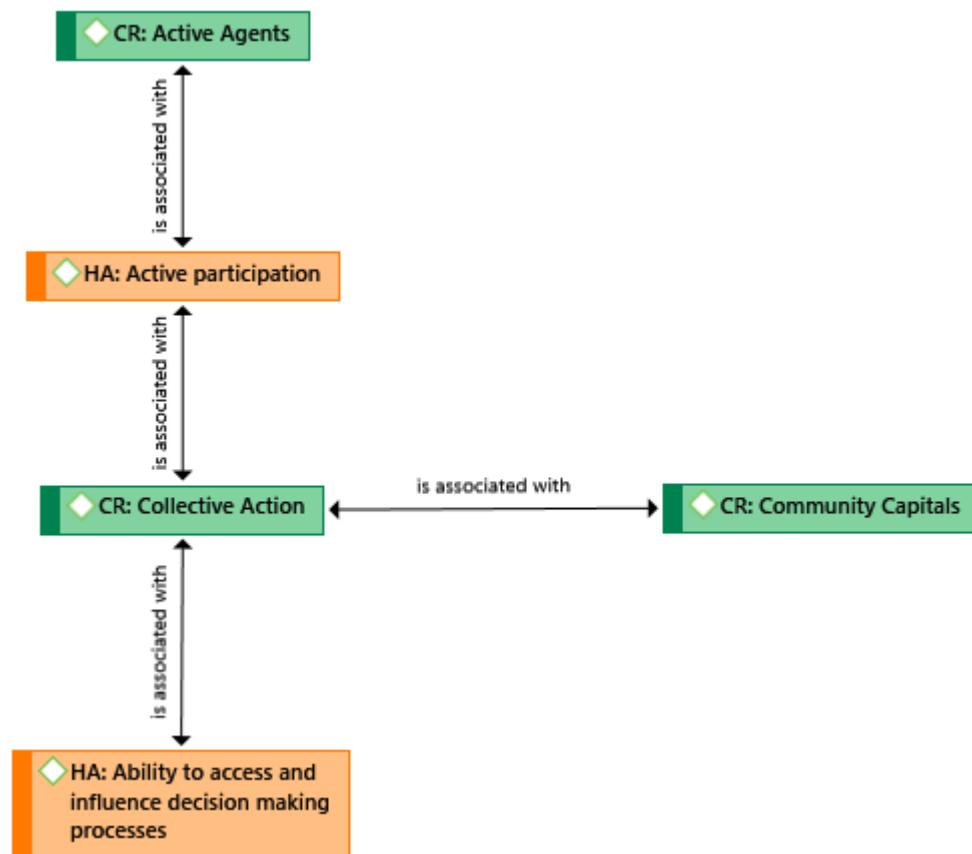 CR: Active Agents
is associated with
HA: Active participation
is associated with
CR: Collective Action
is associated with
CR: Community Capitals
is associated with
HA: Ability to access and
influence decision making
processes